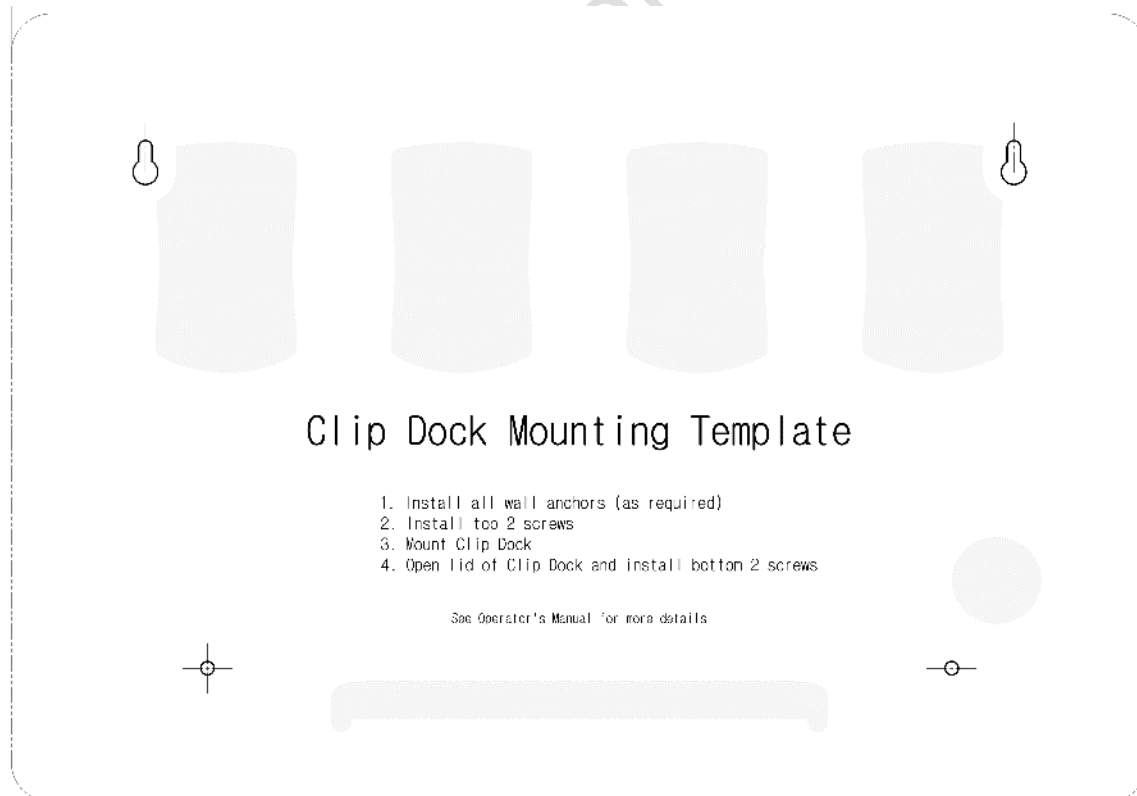 Clip Dock Mounting Template
1. Install all wall anchors (as required)
2. Install top 2 screws
3. Mount Clip Dock
4. Open lid of Clip Dock and install bottom 2 screws
See Operator's Manual for more details